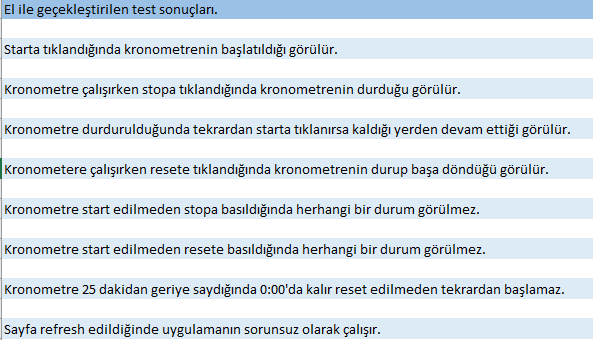 El ile geçekleştirilen test sonuçları.
Starta tıklandığında kronometrenin başlatıldığı görülür.
Kronometre çalışırken stopa tıklandığında kronometrenin durduğu görülür.
Kronometre durdurulduğunda tekrardan starta tıklanırsa kaldığı yerden devam ettiği görülür.
Kronometere çalışırken resete tıklandığında kronometrenin durup başa döndüğü görülür.
Kronometre start edilmeden stopa basıldığında herhangi bir durum görülmez.
Kronometre start edilmeden resete basıldığında herhangi bir durum görülmez.
Kronometre 25 dakidan geriye saydığında 0:00'da kalır reset edilmeden tekrardan başlamaz.
Sayfa refresh edildiğinde uygulamanın sorunsuz olarak çalışır.